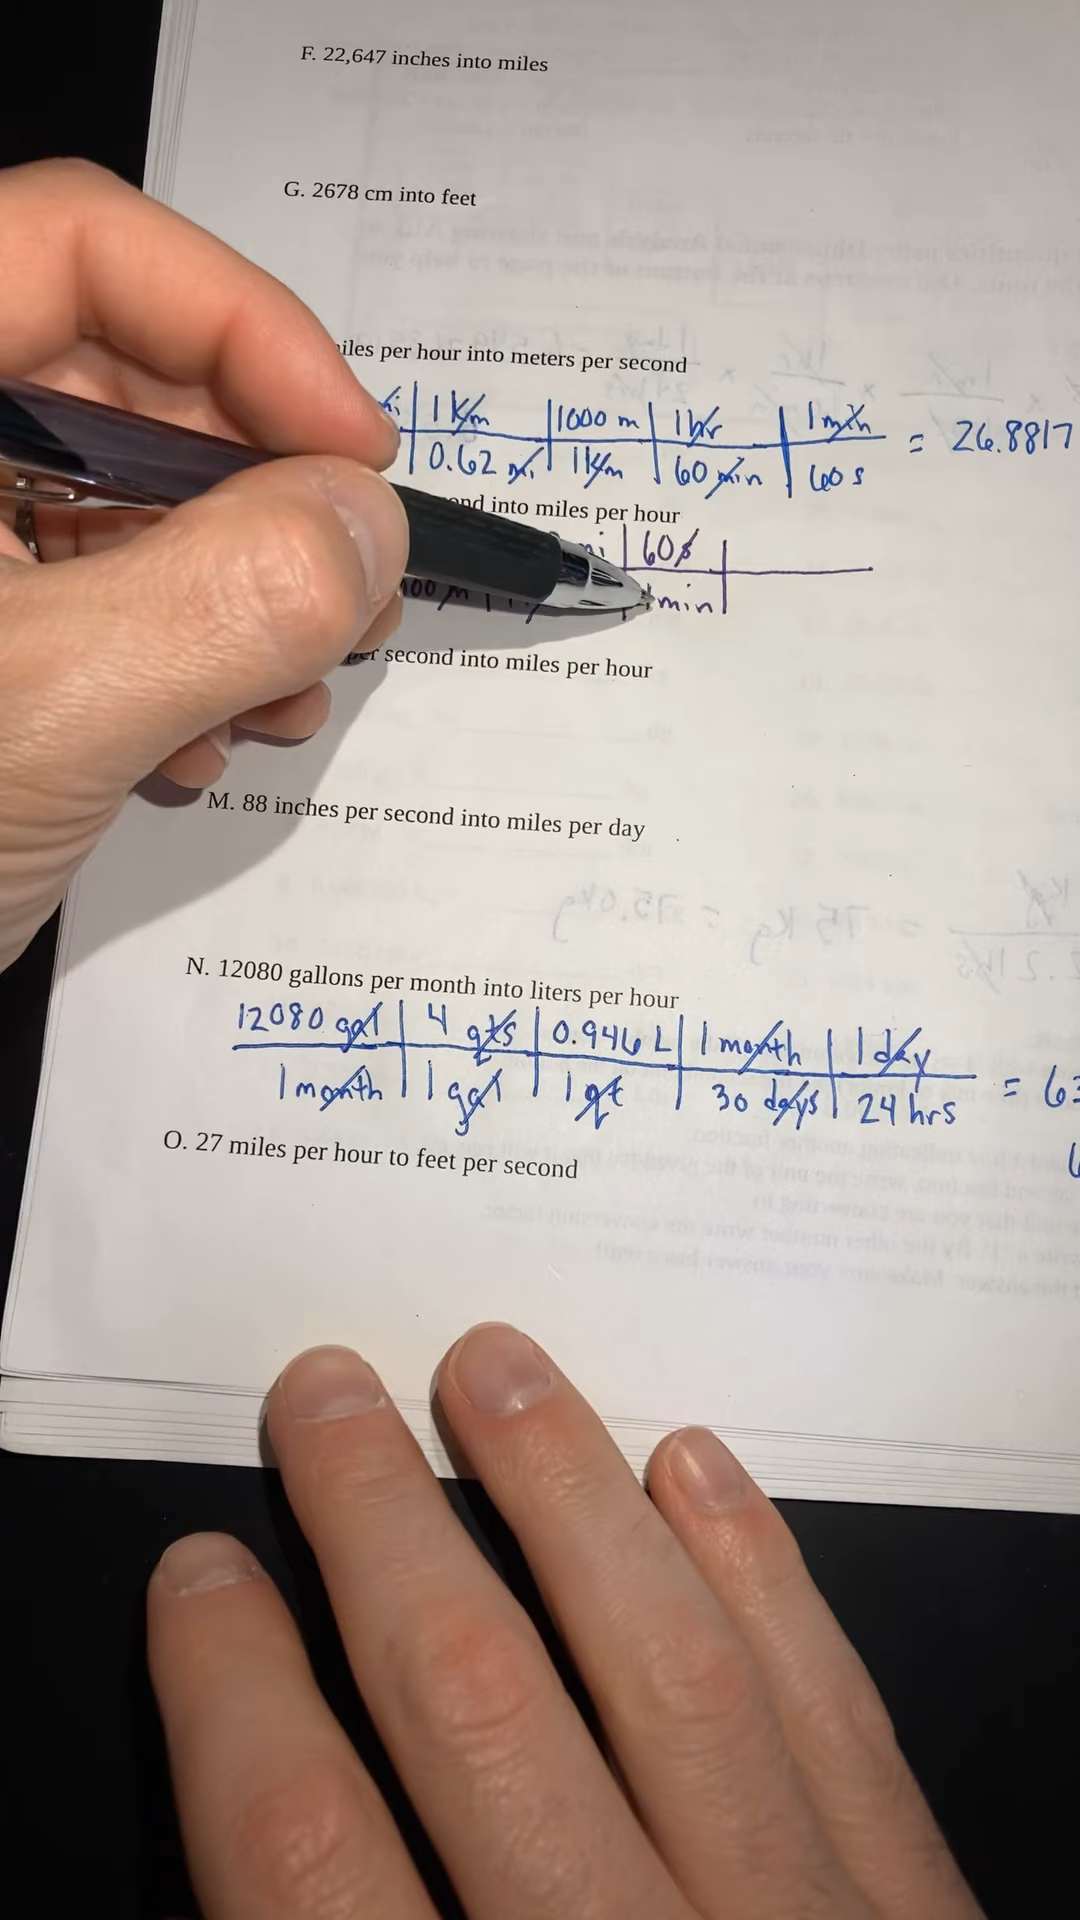 F. 22,647 inches into miles
G. 2678 cm into feet
per hour into meters per second
1 km | 1000 m | 1 hr | 1 min
0.62 mi | 1 km | 60 min | 60 s
= 26.8817
into miles per hour
mi | 60 s
min
second into miles per hour
M. 88 inches per second into miles per day
N. 12080 gallons per month into liters per hour
12080 gal | 4 qts | 0.946 L | 1 month | 1 day
1 month | 1 gal | 1 qt | 30 days | 24 hrs
= 63
O. 27 miles per hour to feet per second